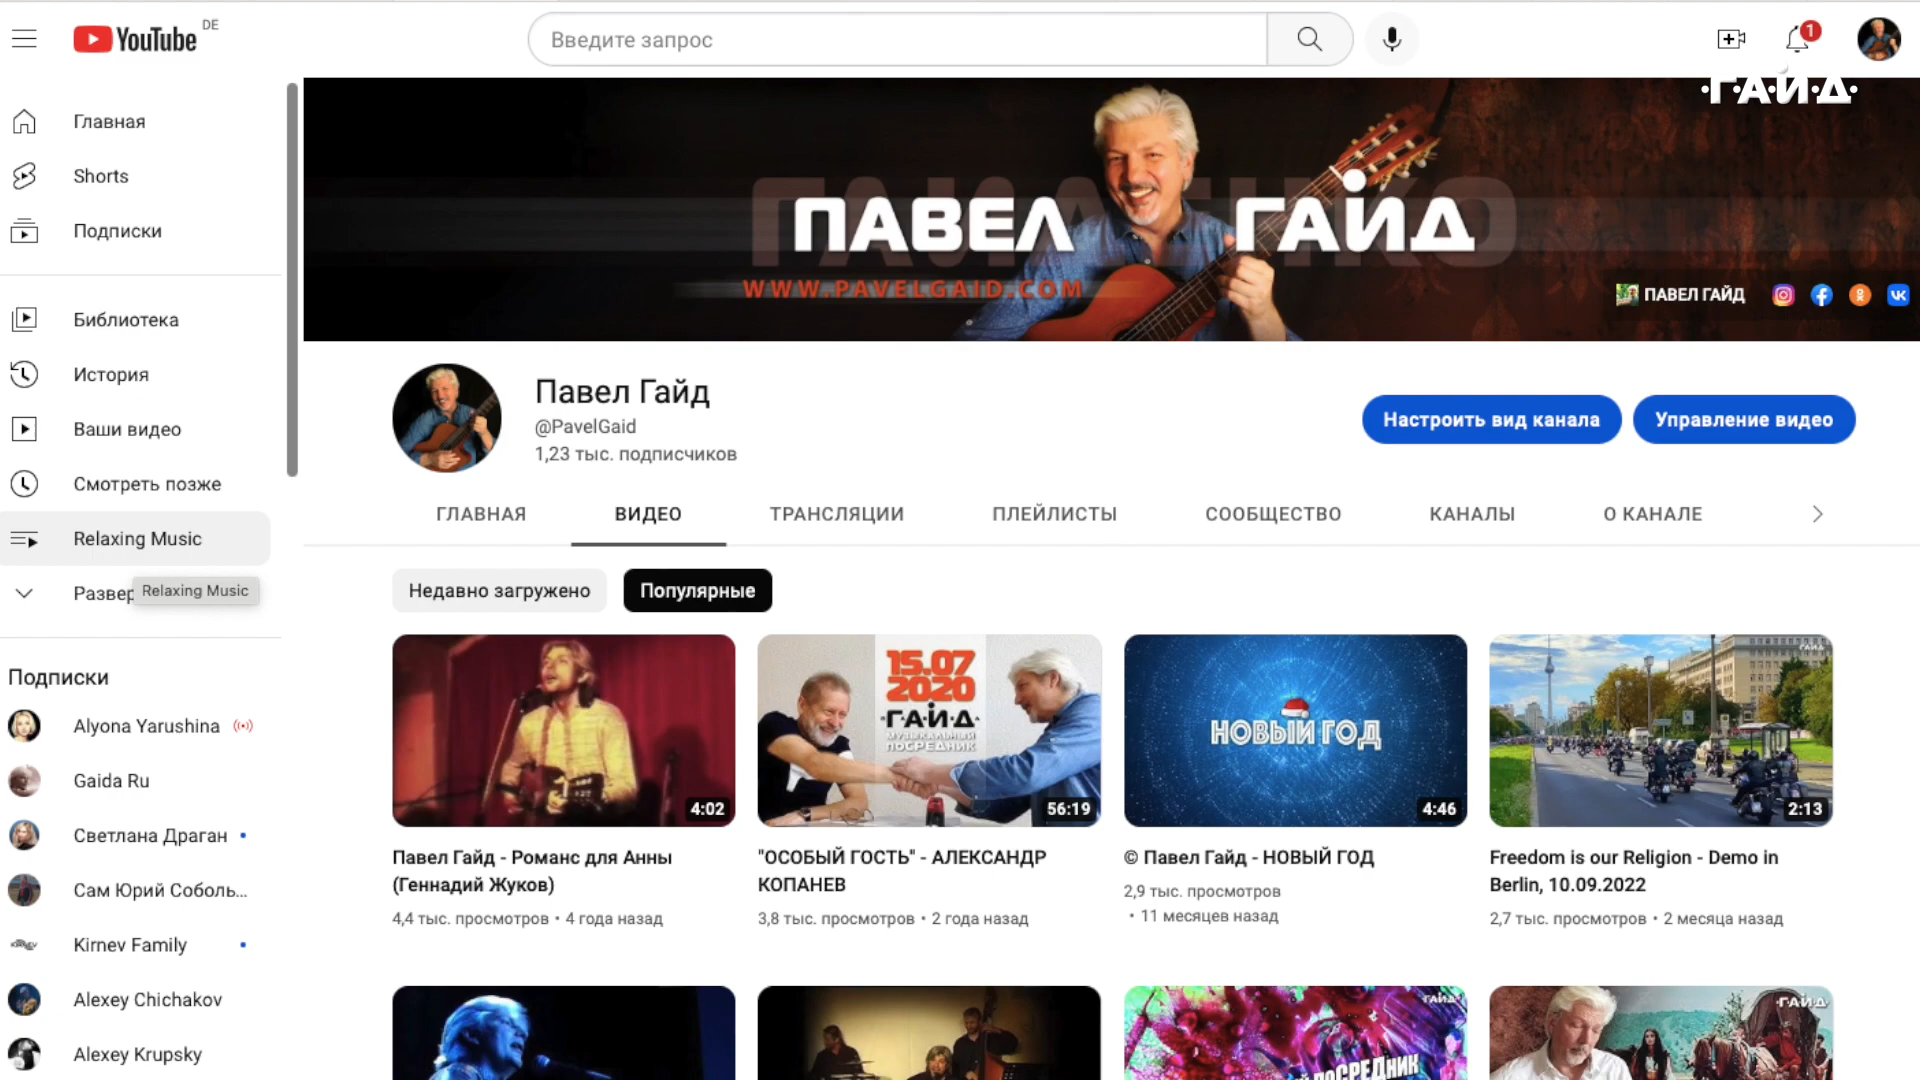 YouTube DE
Введите запрос
1
·ГАЙД·
Главная
Shorts
Подписки
Библиотека
История
Ваши видео
Смотреть позже
Relaxing Music
Развер
Relaxing Music
Подписки
Alyona Yarushina
Gaida Ru
Светлана Драган
Сам Юрий Соболь...
Kirnev Family
Alexey Chichakov
Alexey Krupsky
ПАВЕЛ ГАЙД
WWW.PAVELGAID.COM
ПАВЕЛ ГАЙД
Павел Гайд
@PavelGaid
1,23 тыс. подписчиков
Настроить вид канала
Управление видео
ГЛАВНАЯ ВИДЕО ТРАНСЛЯЦИИ ПЛЕЙЛИСТЫ СООБЩЕСТВО КАНАЛЫ О КАНАЛЕ
Недавно загружено Популярные
4:02
15.07
2020
·Г·А·Й·Д·
МУЗЫКАЛЬНЫЙ
ПОСРЕДНИК
56:19
НОВЫЙ ГОД
4:46
ГАЙД
2:13
Павел Гайд - Романс для Анны
(Геннадий Жуков)
4,4 тыс. просмотров • 4 года назад
"ОСОБЫЙ ГОСТЬ" - АЛЕКСАНДР
КОПАНЕВ
3,8 тыс. просмотров • 2 года назад
© Павел Гайд - НОВЫЙ ГОД
2,9 тыс. просмотров
• 11 месяцев назад
Freedom is our Religion - Demo in
Berlin, 10.09.2022
2,7 тыс. просмотров • 2 месяца назад
ГАЙД
ПОСРЕДНИК
·ГАЙД·